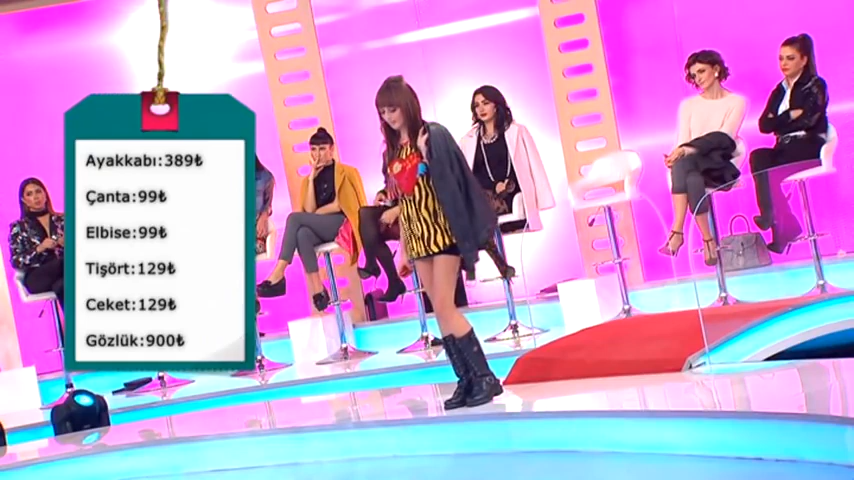 Ayakkabı:389₺
Çanta:99₺
Elbise:99₺
Tişört:129₺
Ceket:129₺
Gözlük:900₺